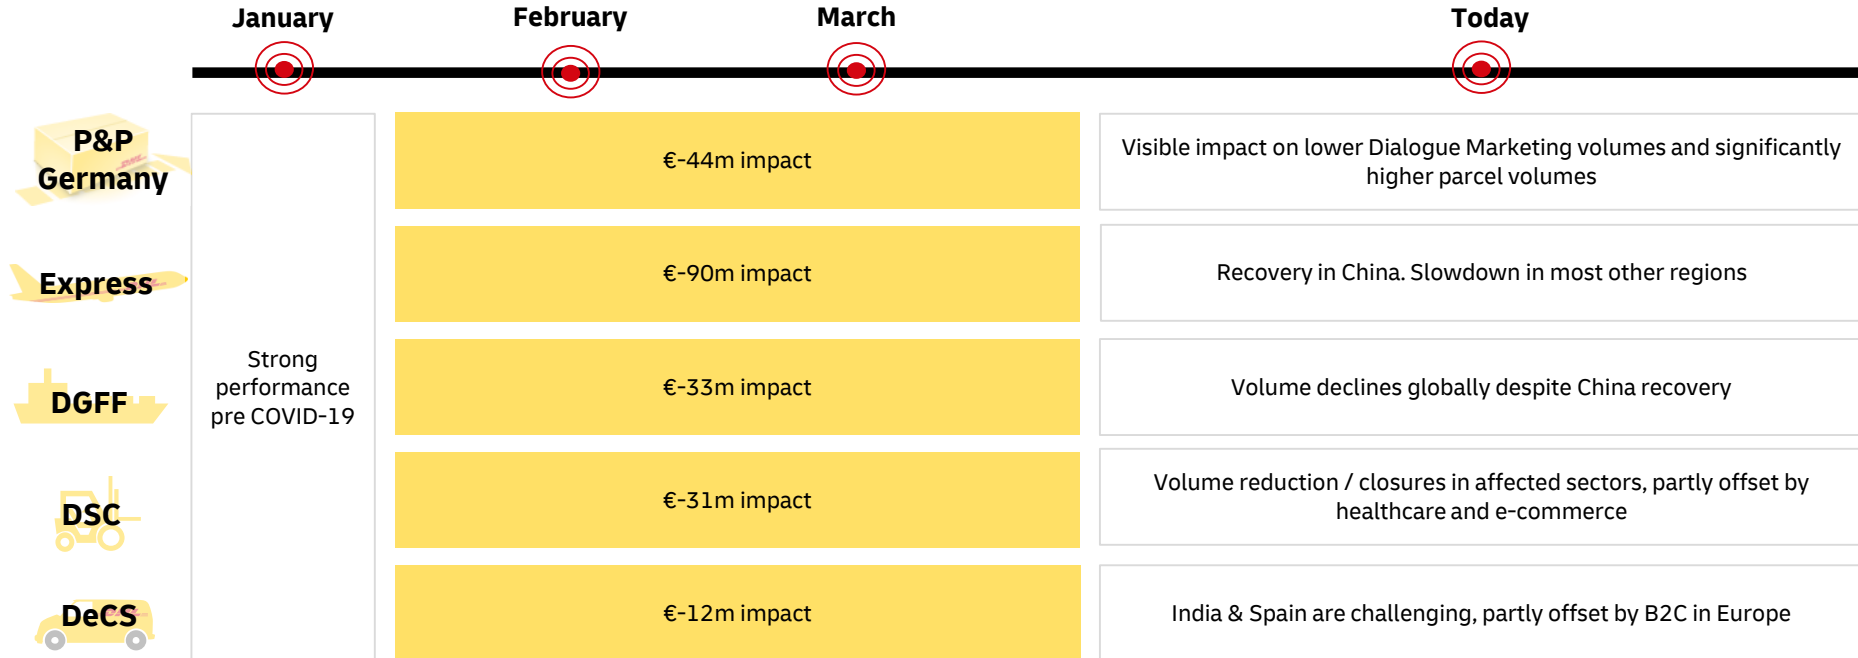 January
February
March
Today
P&P
Germany
€-44m impact
Visible impact on lower Dialogue Marketing volumes and significantly
higher parcel volumes
Express
€-90m impact
Recovery in China. Slowdown in most other regions
Strong
performance
pre COVID-19
DGFF
€-33m impact
Volume declines globally despite China recovery
DSC
€-31m impact
Volume reduction / closures in affected sectors, partly offset by
healthcare and e-commerce
DeCS
€-12m impact
India & Spain are challenging, partly offset by B2C in Europe